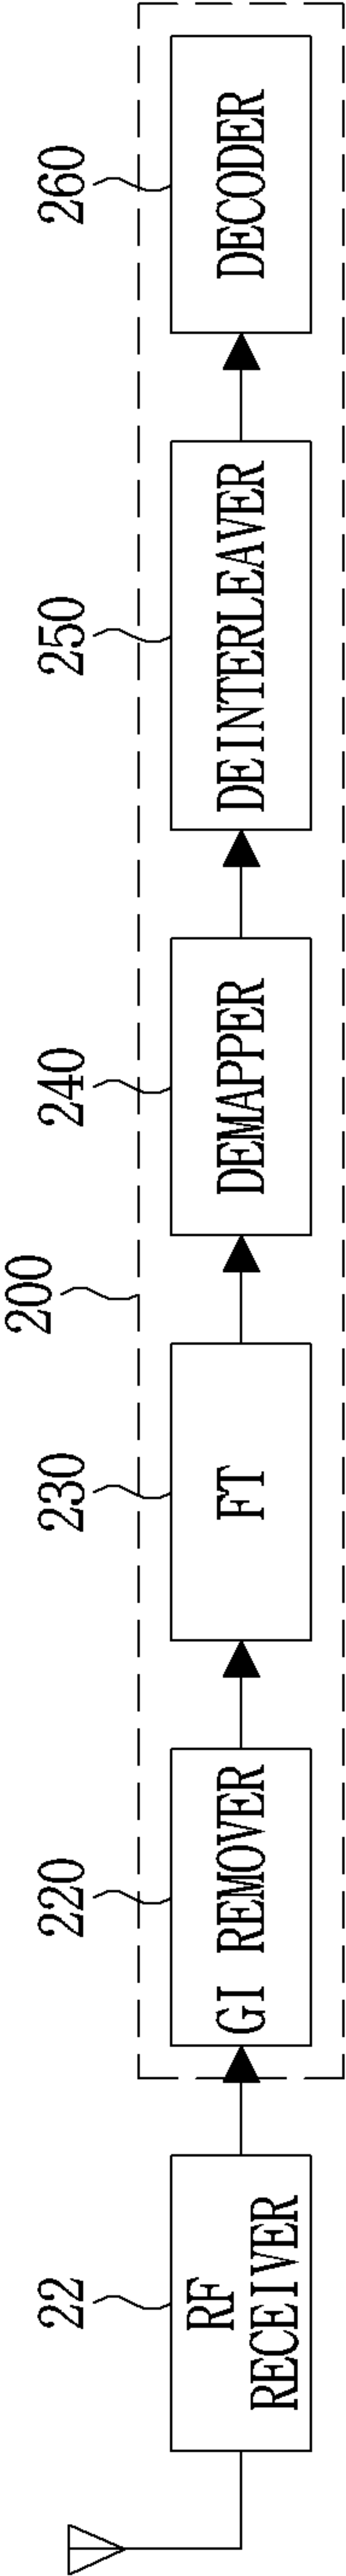 200
22
220
230
240
250
260
RF
RECEIVER
GI REMOVER
FT
DEMAPPER
DEINTERLEAVER
DECODER